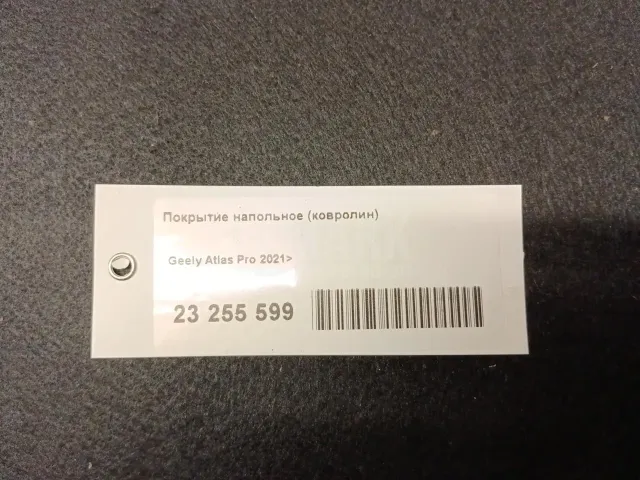 Покрытие напольное (ковролин)
Geely Atlas Pro 2021>
23 255 599